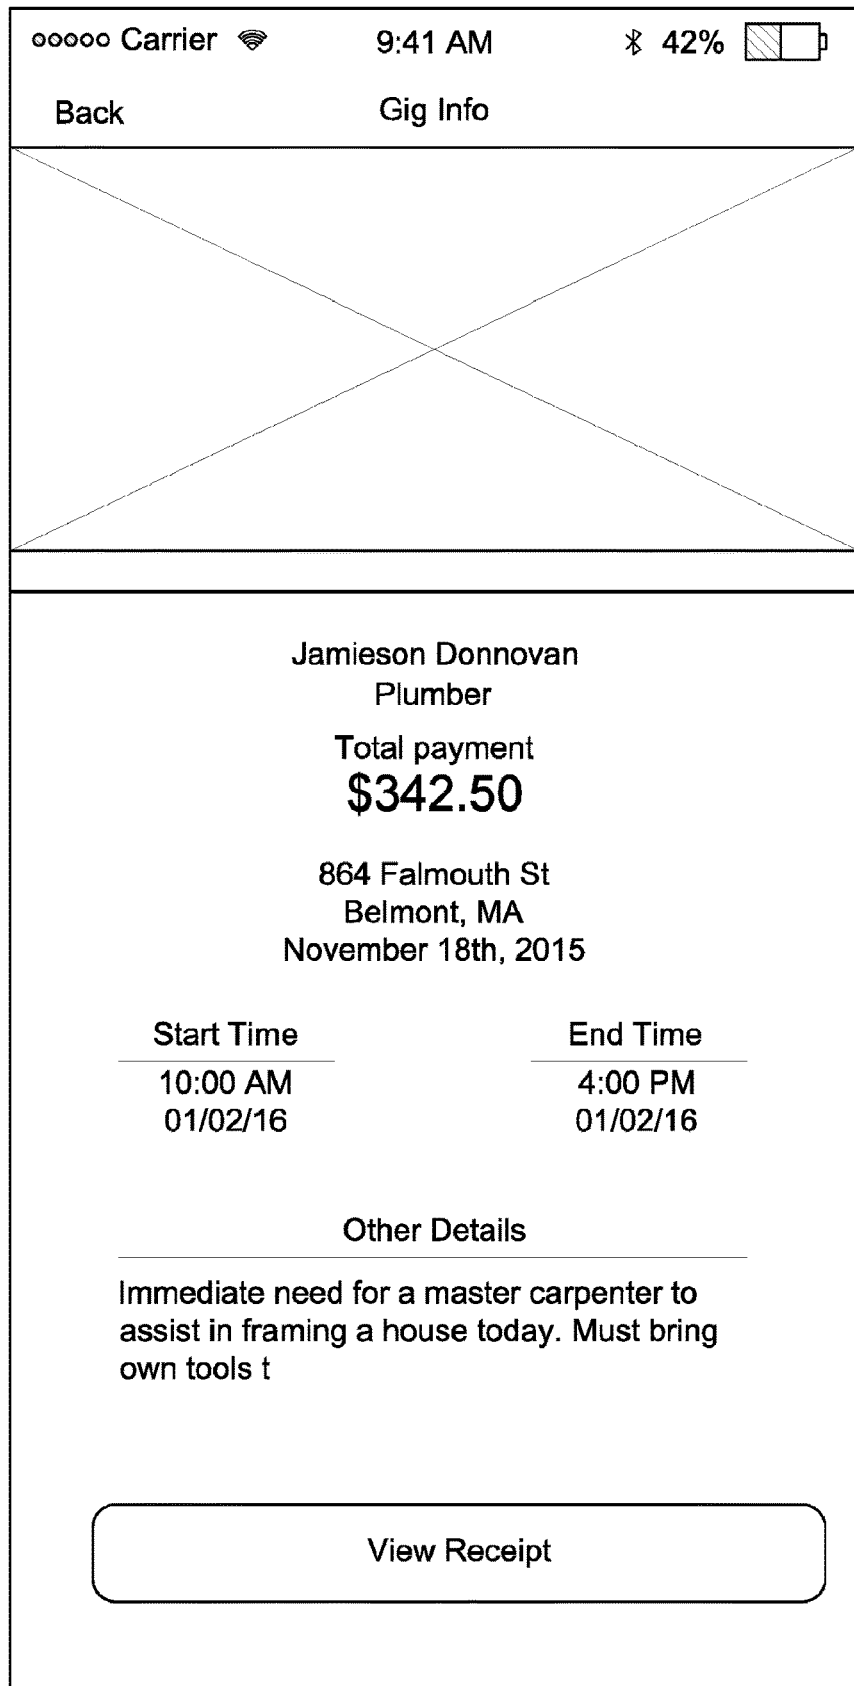 Carrier 9:41 AM 42%
Back Gig Info
Jamieson Donnovan
Plumber
Total payment
$342.50
864 Falmouth St
Belmont, MA
November 18th, 2015
Start Time End Time
10:00 AM 4:00 PM
01/02/16 01/02/16
Other Details
Immediate need for a master carpenter to
assist in framing a house today. Must bring
own tools t
View Receipt